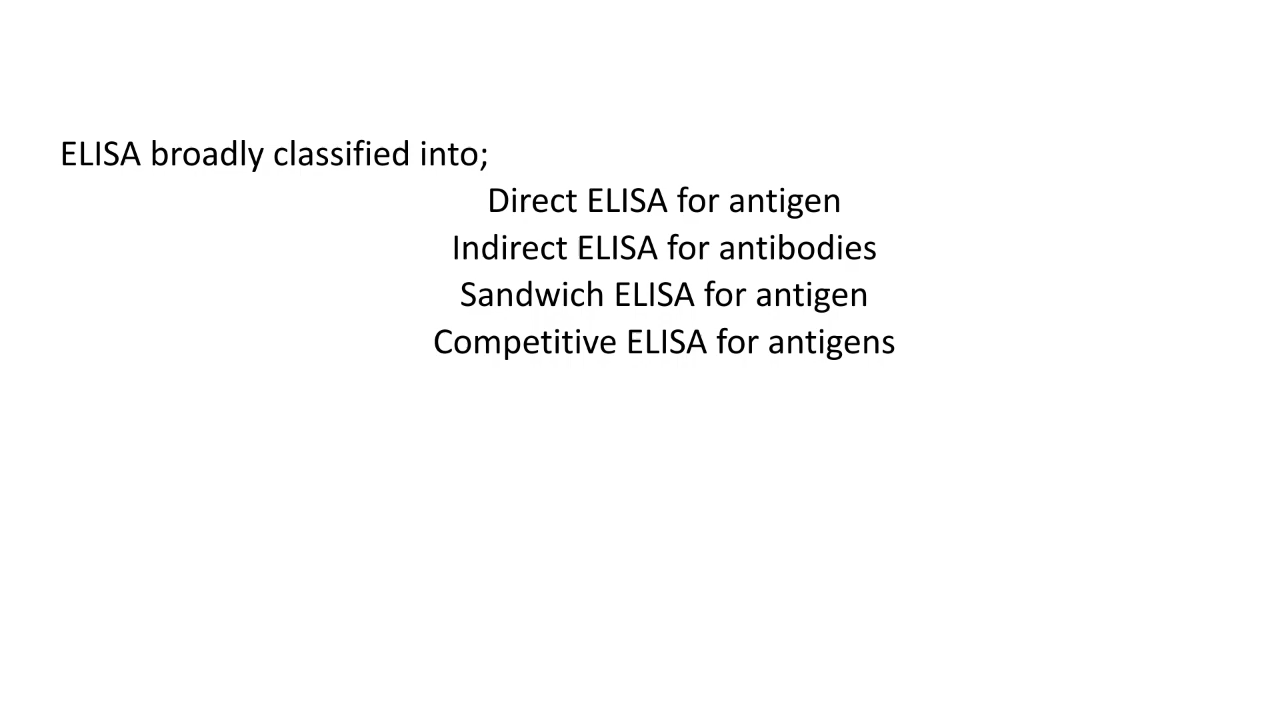 ELISA broadly classified into;
Direct ELISA for antigen
Indirect ELISA for antibodies
Sandwich ELISA for antigen
Competitive ELISA for antigens